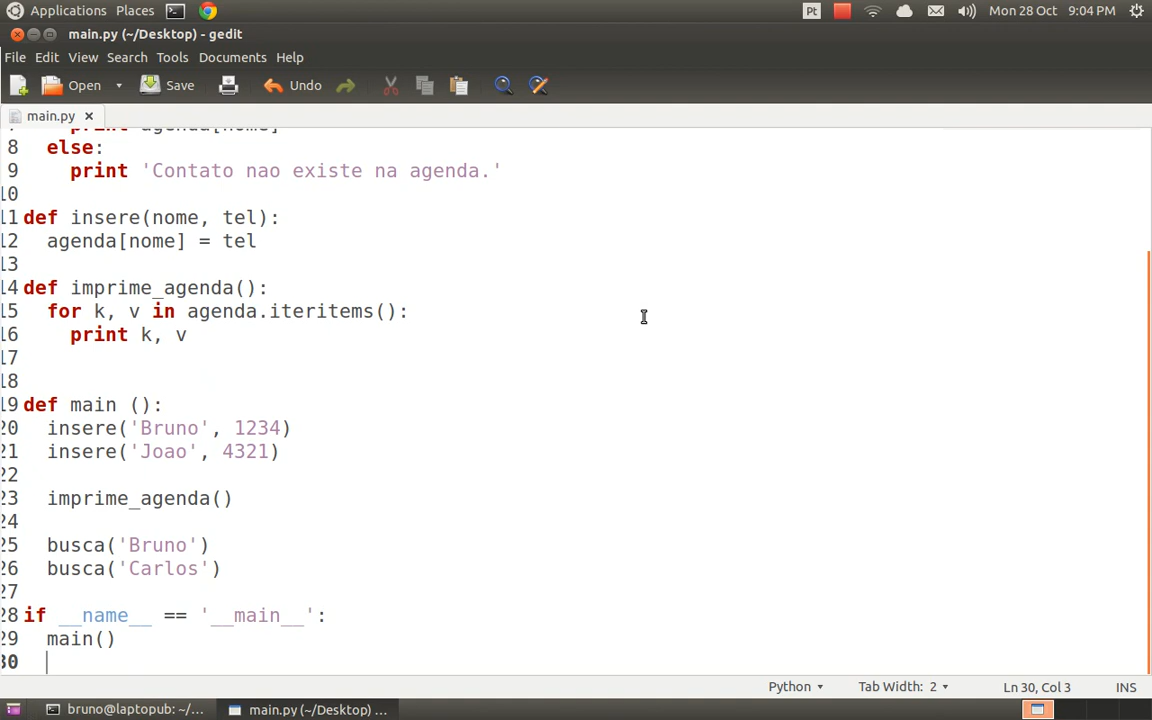 Applications Places Pt Mon 28 Oct 9:04 PM
main.py (~/Desktop) - gedit
File Edit View Search Tools Documents Help
Open Save Undo
main.py ×
print agenda[nome]
8 else:
9 print 'Contato nao existe na agenda.'
10
11 def insere(nome, tel):
12 agenda[nome] = tel
13
14 def imprime_agenda():
15 for k, v in agenda.iteritems():
16 print k, v
17
18
19 def main ():
20 insere('Bruno', 1234)
21 insere('Joao', 4321)
22
23 imprime_agenda()
24
25 busca('Bruno')
26 busca('Carlos')
27
28 if __name__ == '__main__':
29 main()
30
Python Tab Width: 2 Ln 30, Col 3 INS
bruno@laptopub: ~/... main.py (~/Desktop) ...